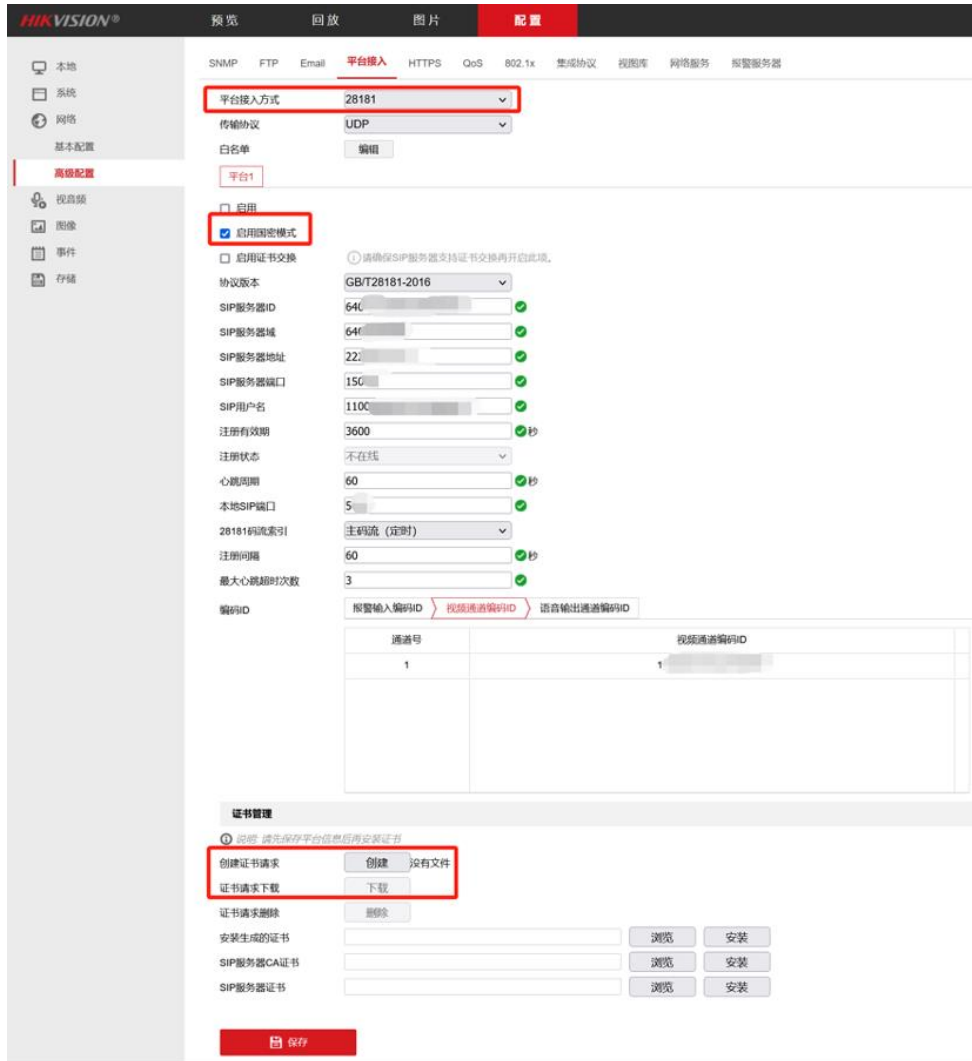 HIKVISION® 预览 回放 图片 配置
本地
系统
网络
基本配置
高级配置
视音频
图像
事件
存储
SNMP FTP Email 平台接入 HTTPS QoS 802.1x 集成协议 视图库 网络服务 报警服务器
平台接入方式 28181
传输协议 UDP
白名单 编辑
平台1
启用
启用国密模式
启用证书交换 请确保SIP服务器支持证书交换再开启此项。
协议版本 GB/T28181-2016
SIP服务器ID 640
SIP服务器域 640
SIP服务器地址 222
SIP服务器端口 150
SIP用户名 1100
注册有效期 3600 秒
注册状态 不在线
心跳周期 60 秒
本地SIP端口 5
28181码流索引 主码流（定时）
注册间隔 60 秒
最大心跳超时次数 3
编码ID 报警输入编码ID 视频通道编码ID 语音输出通道编码ID
通道号 视频通道编码ID
1 1
证书管理
说明: 请先保存平台信息后再安装证书
创建证书请求 创建 没有文件
证书请求下载 下载
证书请求删除 删除
安装生成的证书 浏览 安装
SIP服务器CA证书 浏览 安装
SIP服务器证书 浏览 安装
保存